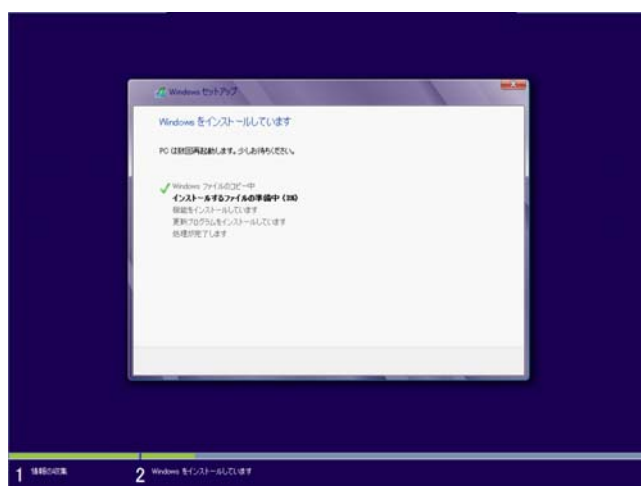 Windows セットアップ
Windows をインストールしています
PC は数回再起動します。少しお待ちください。
Windows ファイルのコピー中
インストールするファイルの準備中 (3%)
機能をインストールしています
更新プログラムをインストールしています
処理が完了します
1 情報の収集
2 Windows をインストールしています